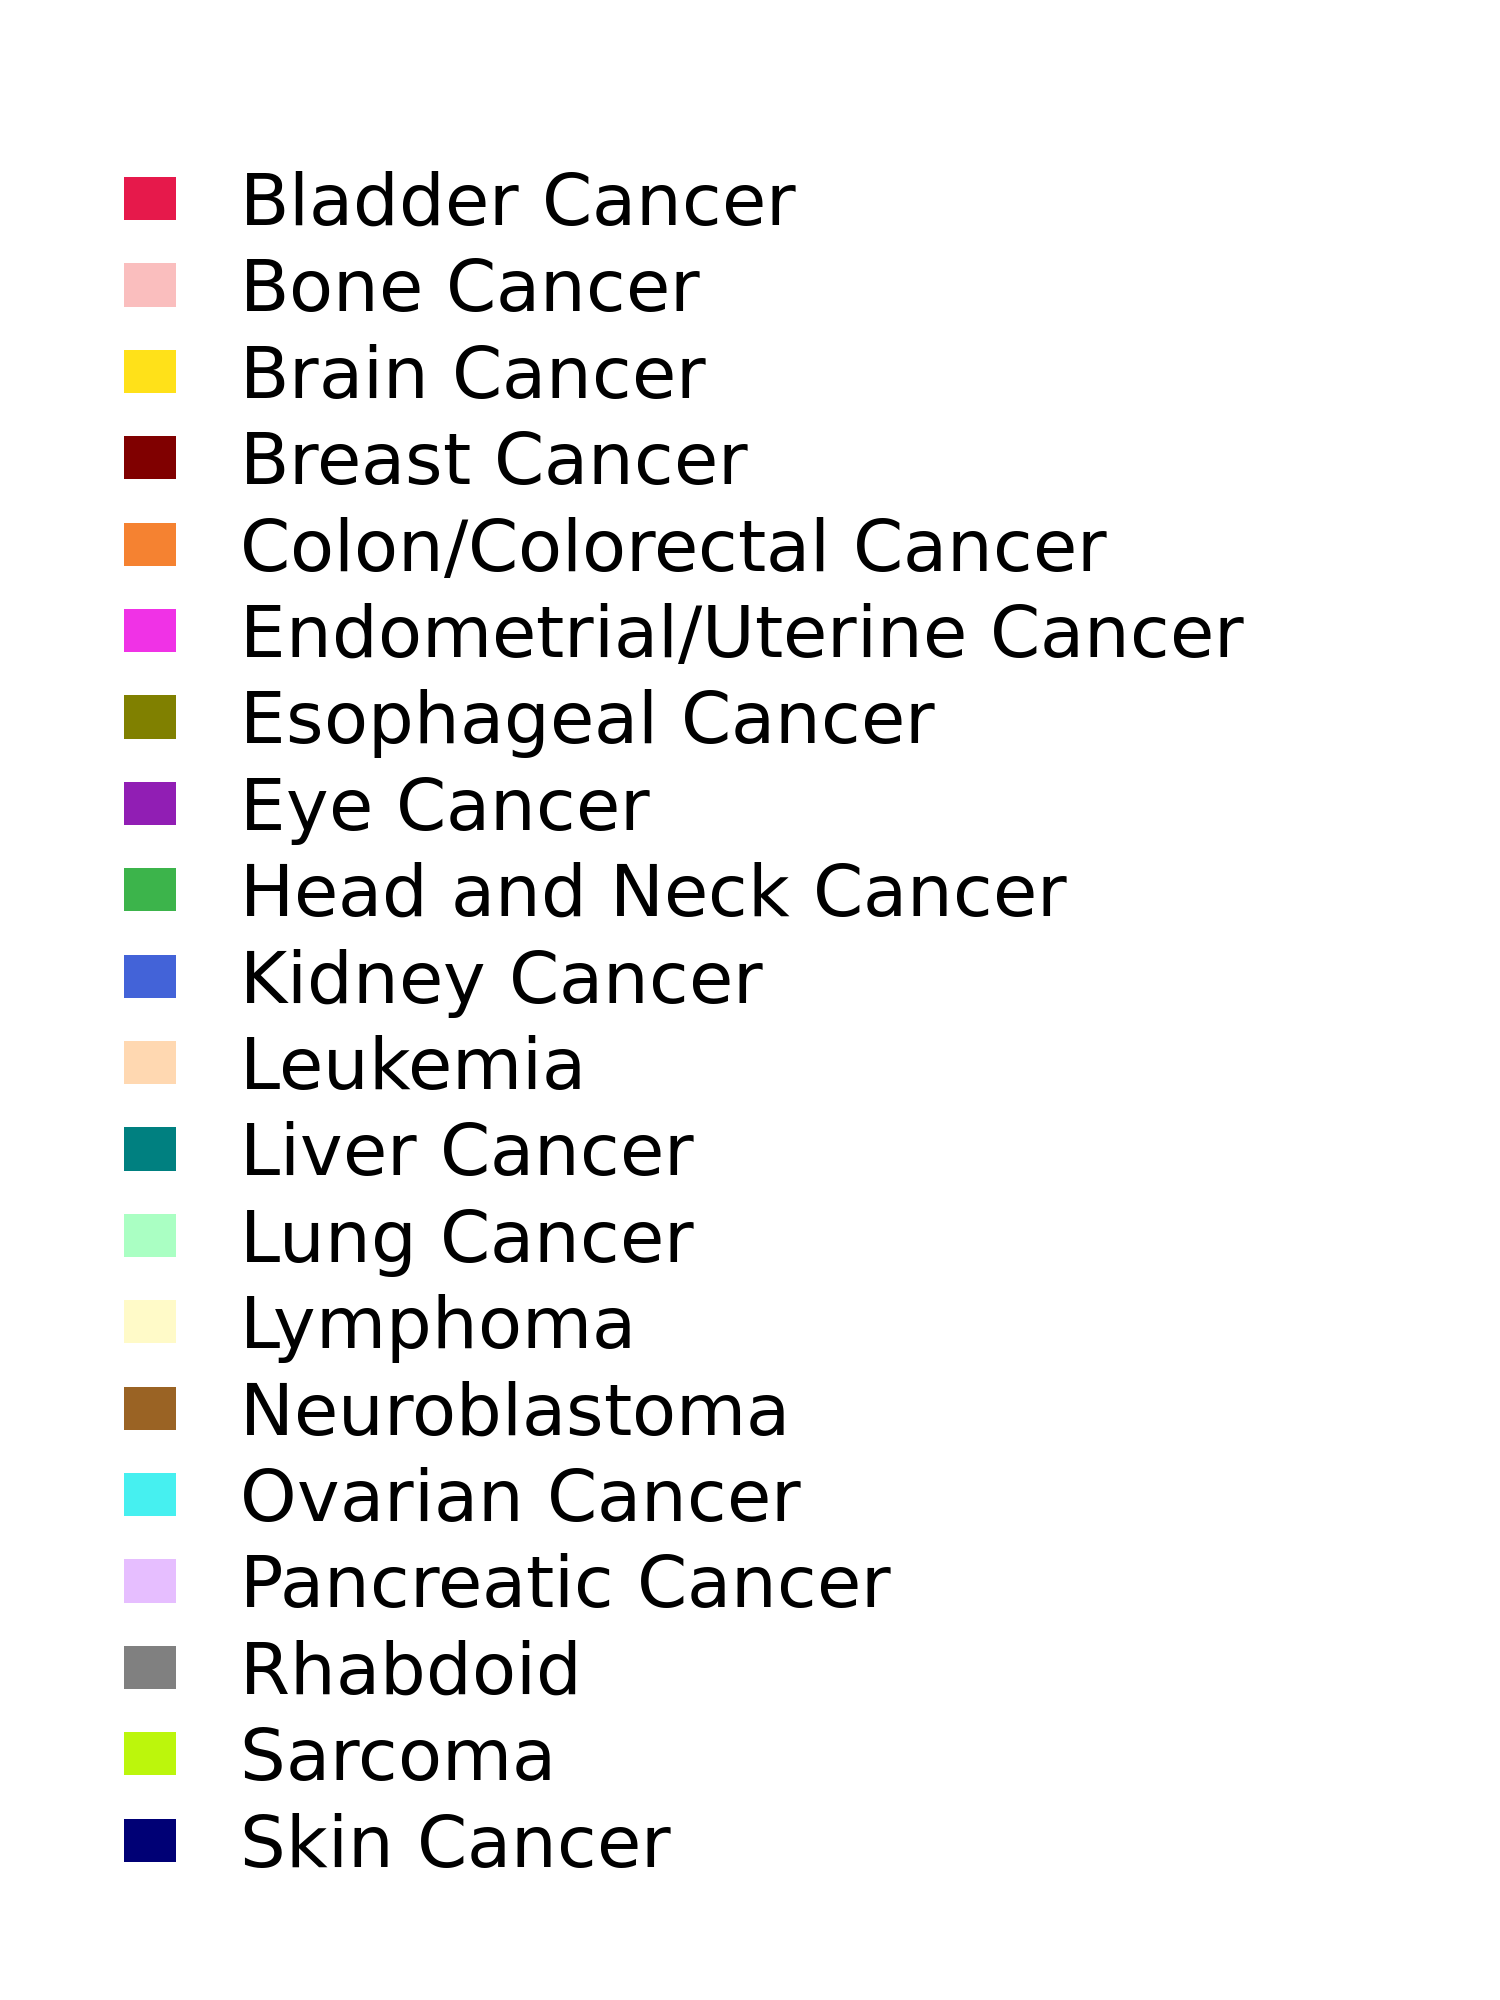 Bladder Cancer
Bone Cancer
Brain Cancer
Breast Cancer
Colon/Colorectal Cancer
Endometrial/Uterine Cancer
Esophageal Cancer
Eye Cancer
Head and Neck Cancer
Kidney Cancer
Leukemia
Liver Cancer
Lung Cancer
Lymphoma
Neuroblastoma
Ovarian Cancer
Pancreatic Cancer
Rhabdoid
Sarcoma
Skin Cancer